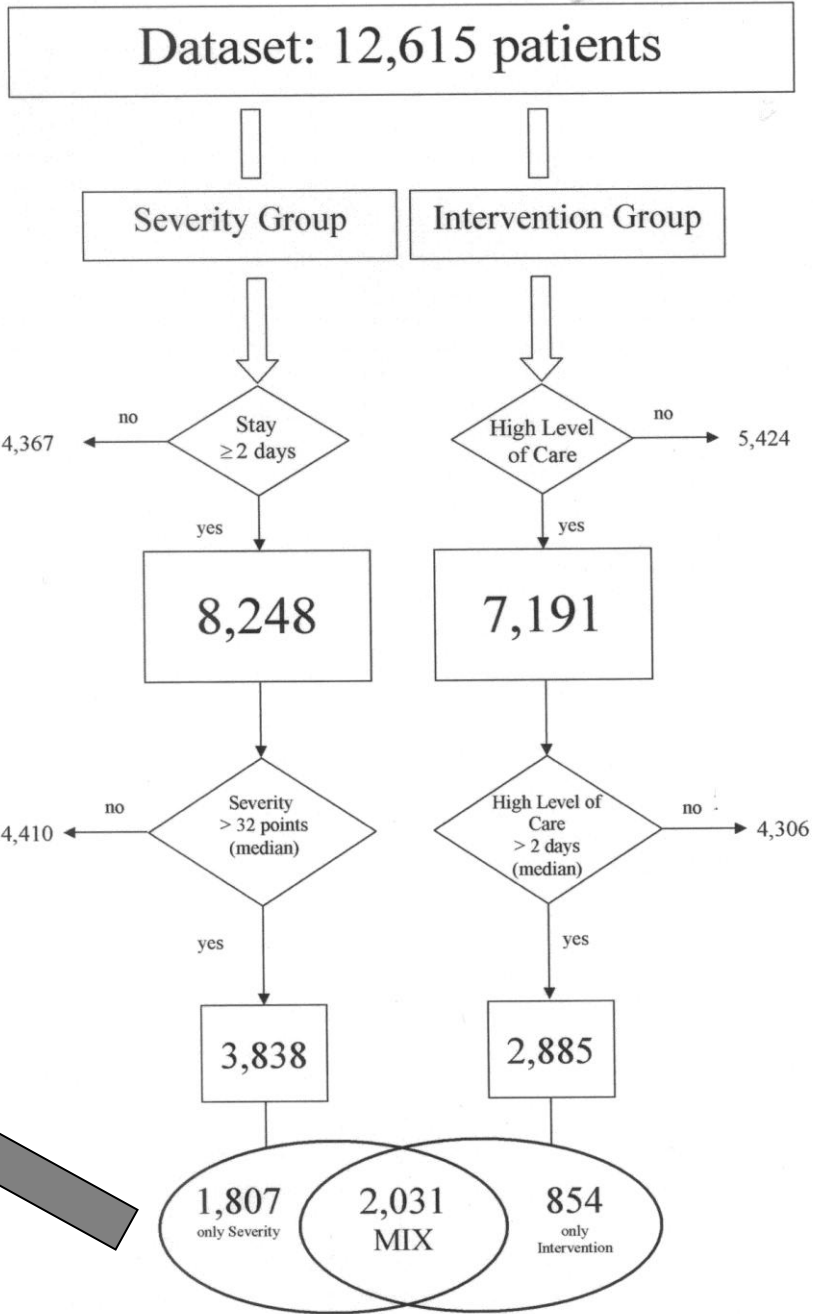 Dataset: 12,615 patients
Severity Group
Intervention Group
no
Stay
≥2 days
4,367
yes
High Level
of Care
no
5,424
yes
8,248
7,191
no
Severity
> 32 points
(median)
4,410
yes
High Level of
Care
> 2 days
(median)
no
4,306
yes
3,838
2,885
1,807
only Severity
2,031
MIX
854
only
Intervention